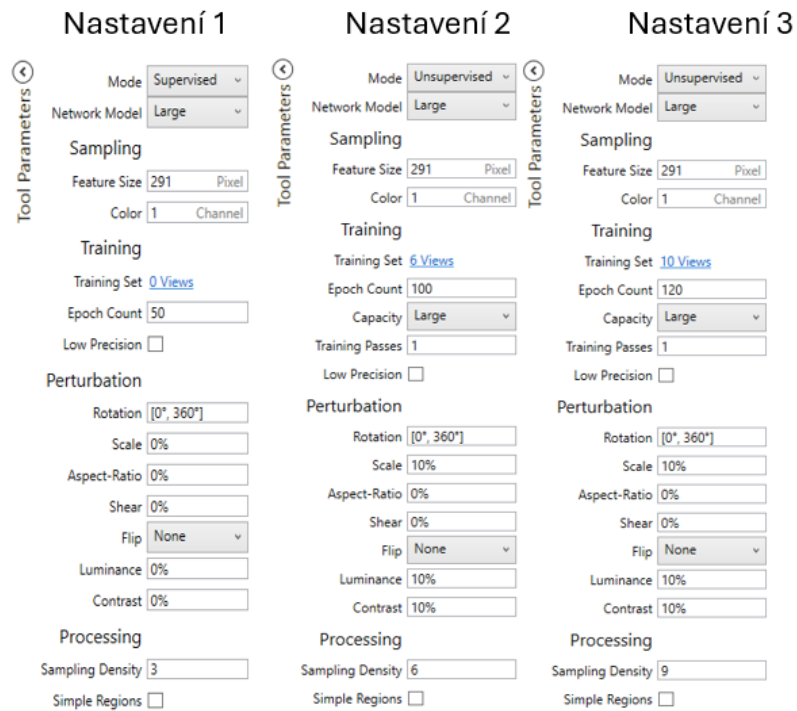 Nastavení 1
Tool Parameters
Mode Supervised
Network Model Large
Sampling
Feature Size 291 Pixel
Color 1 Channel
Training
Training Set 0 Views
Epoch Count 50
Low Precision
Perturbation
Rotation [0°, 360°]
Scale 0%
Aspect-Ratio 0%
Shear 0%
Flip None
Luminance 0%
Contrast 0%
Processing
Sampling Density 3
Simple Regions
Nastavení 2
Tool Parameters
Mode Unsupervised
Network Model Large
Sampling
Feature Size 291 Pixel
Color 1 Channel
Training
Training Set 6 Views
Epoch Count 100
Capacity Large
Training Passes 1
Low Precision
Perturbation
Rotation [0°, 360°]
Scale 10%
Aspect-Ratio 0%
Shear 0%
Flip None
Luminance 10%
Contrast 10%
Processing
Sampling Density 6
Simple Regions
Nastavení 3
Tool Parameters
Mode Unsupervised
Network Model Large
Sampling
Feature Size 291 Pixel
Color 1 Channel
Training
Training Set 10 Views
Epoch Count 120
Capacity Large
Training Passes 1
Low Precision
Perturbation
Rotation [0°, 360°]
Scale 10%
Aspect-Ratio 0%
Shear 0%
Flip None
Luminance 10%
Contrast 10%
Processing
Sampling Density 9
Simple Regions